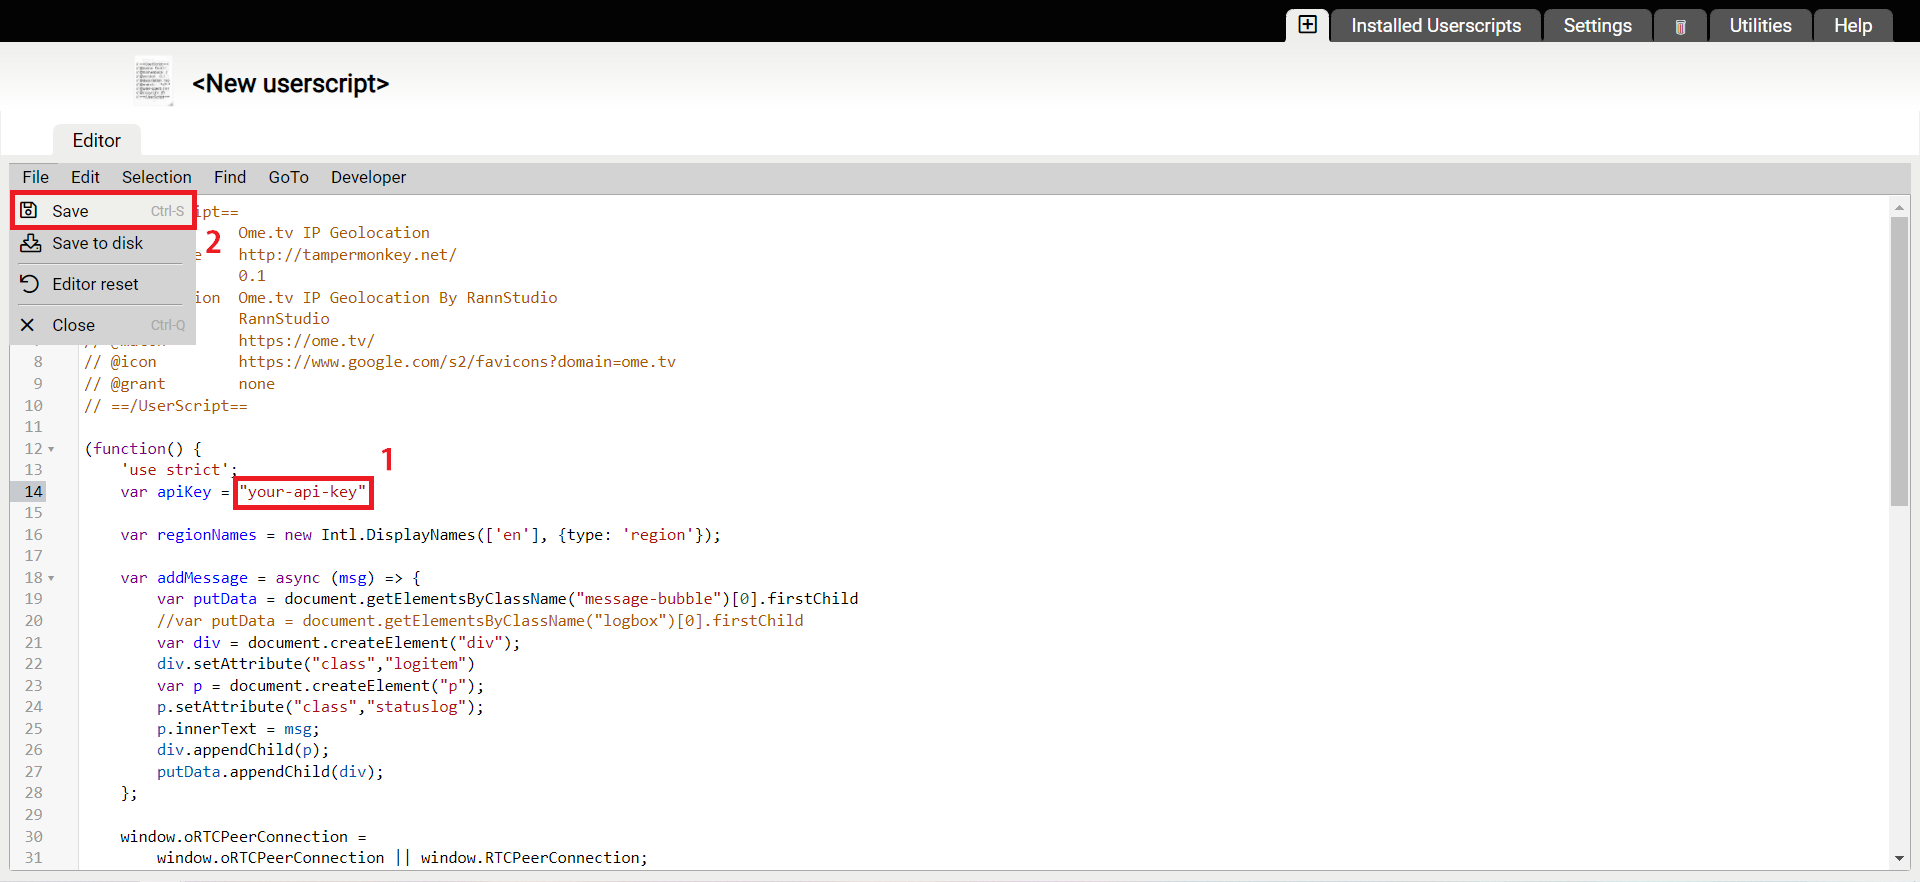 Installed Userscripts Settings Utilities Help
<New userscript>
Editor
File Edit Selection Find GoTo Developer
Save Ctrl-S
Save to disk
Editor reset
Close Ctrl-Q
2
ipt==
Ome.tv IP Geolocation
e http://tampermonkey.net/
0.1
ion Ome.tv IP Geolocation By RannStudio
RannStudio
https://ome.tv/
8 // @icon https://www.google.com/s2/favicons?domain=ome.tv
9 // @grant none
10 // ==/UserScript==
11
12 (function() {
1
13 'use strict';
14 var apiKey = "your-api-key"
15
16 var regionNames = new Intl.DisplayNames(['en'], {type: 'region'});
17
18 var addMessage = async (msg) => {
19 var putData = document.getElementsByClassName("message-bubble")[0].firstChild
20 //var putData = document.getElementsByClassName("logbox")[0].firstChild
21 var div = document.createElement("div");
22 div.setAttribute("class","logitem")
23 var p = document.createElement("p");
24 p.setAttribute("class","statuslog");
25 p.innerText = msg;
26 div.appendChild(p);
27 putData.appendChild(div);
28 };
29
30 window.oRTCPeerConnection =
31 window.oRTCPeerConnection || window.RTCPeerConnection;